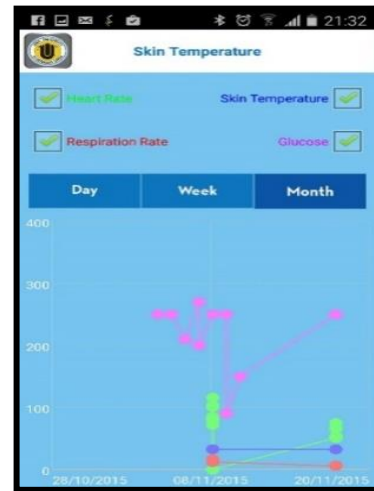 21:32
Skin Temperature
Heart Rate Skin Temperature
Respiration Rate Glucose
Day Week Month
400
300
200
100
0
28/10/2015 08/11/2015 20/11/2015